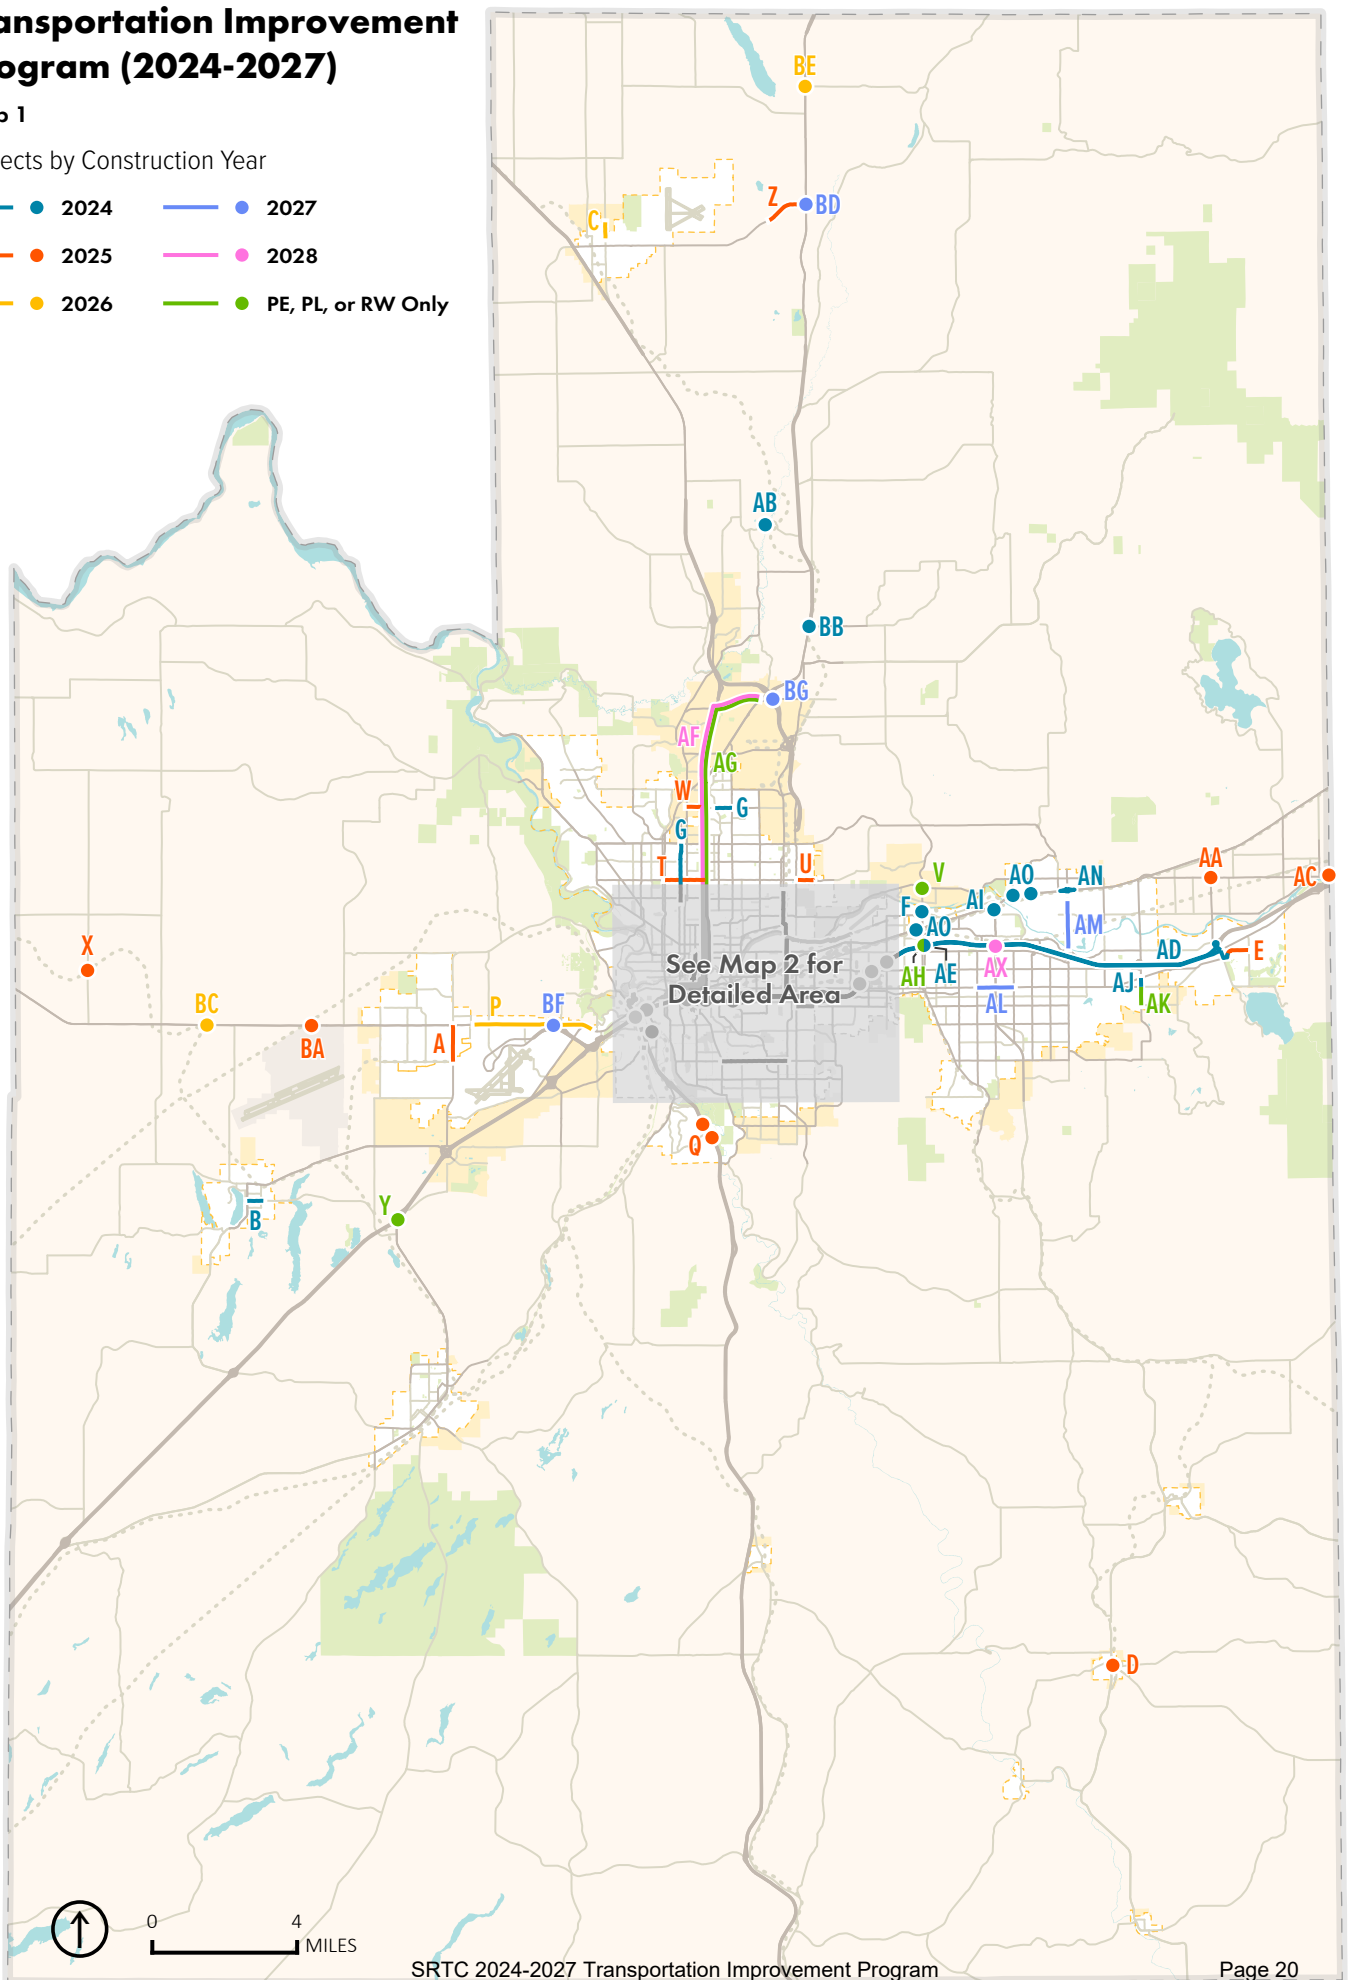 ansportation Improvement
ogram (2024-2027)
p 1
ects by Construction Year
2024
2027
2025
2028
2026
PE, PL, or RW Only
BE
Z
BD
C
AB
BB
BG
AF
AG
W
G
G
T
U
V
AO
AN
AA
AC
F
AI
AO
AM
X
See Map 2 for
Detailed Area
AH
AE
AX
AD
E
AJ
AK
AL
BC
BA
A
P
BF
Q
B
Y
D
0
4
MILES
SRTC 2024-2027 Transportation Improvement Program
Page 20